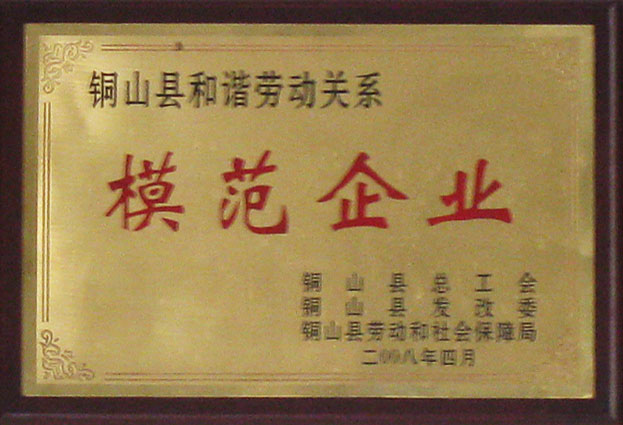 铜山县和谐劳动关系
模范企业
铜山县总工会
铜山县发改委
铜山县劳动和社会保障局
二00八年四月